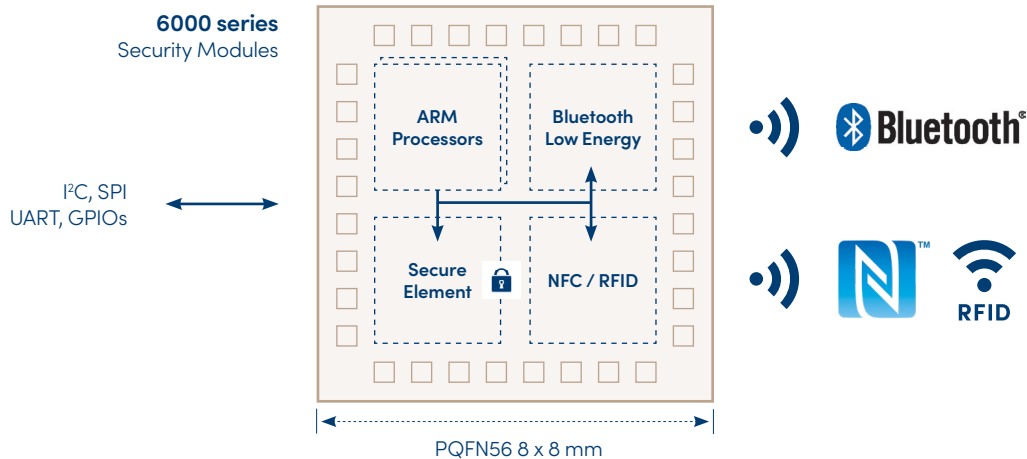 6000 series
Security Modules
ARM
Processors
Bluetooth
Low Energy
Bluetooth®
I²C, SPI
UART, GPIOs
Secure
Element
NFC / RFID
™
RFID
PQFN56 8 x 8 mm